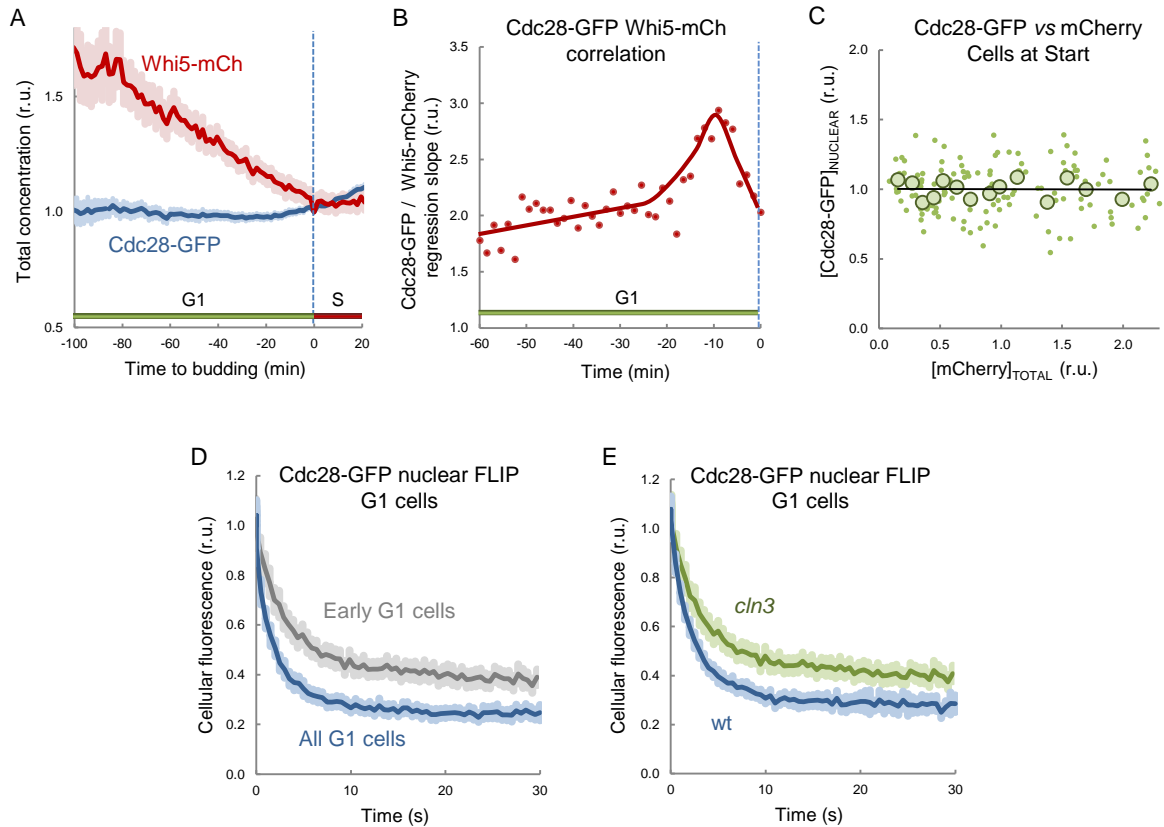 A
Total concentration (r.u.)
1.5
1.0
0.5
Whi5-mCh
Cdc28-GFP
G1
S
-100
-80
-60
-40
-20
0
20
Time to budding (min)
B
Cdc28-GFP Whi5-mCh
correlation
Cdc28-GFP / Whi5-mCherry
regression slope (r.u.)
3.5
3.0
2.5
2.0
1.5
1.0
G1
-60
-50
-40
-30
-20
-10
0
Time (min)
C
Cdc28-GFP vs mCherry
Cells at Start
[Cdc28-GFP]NUCLEAR (r.u.)
2.0
1.5
1.0
0.5
0.0
0.0
0.5
1.0
1.5
2.0
[mCherry]TOTAL (r.u.)
D
Cdc28-GFP nuclear FLIP
G1 cells
Cellular fluorescence (r.u.)
1.2
1.0
0.8
0.6
0.4
0.2
0.0
Early G1 cells
All G1 cells
0
10
20
30
Time (s)
E
Cdc28-GFP nuclear FLIP
G1 cells
Cellular fluorescence (r.u.)
1.2
1.0
0.8
0.6
0.4
0.2
0.0
cln3
wt
0
10
20
30
Time (s)